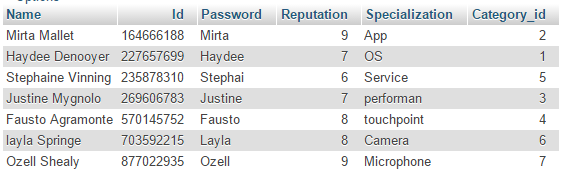 Name Id Password Reputation Specialization Category_id
Mirta Mallet 164666188 Mirta 9 App 2
Haydee Denooyer 227657699 Haydee 7 OS 1
Stephaine Vinning 235878310 Stephai 6 Service 5
Justine Mygnolo 269606783 Justine 7 performan 3
Fausto Agramonte 570145752 Fausto 8 touchpoint 4
layla Springe 703592215 Layla 8 Camera 6
Ozell Shealy 877022935 Ozell 9 Microphone 7